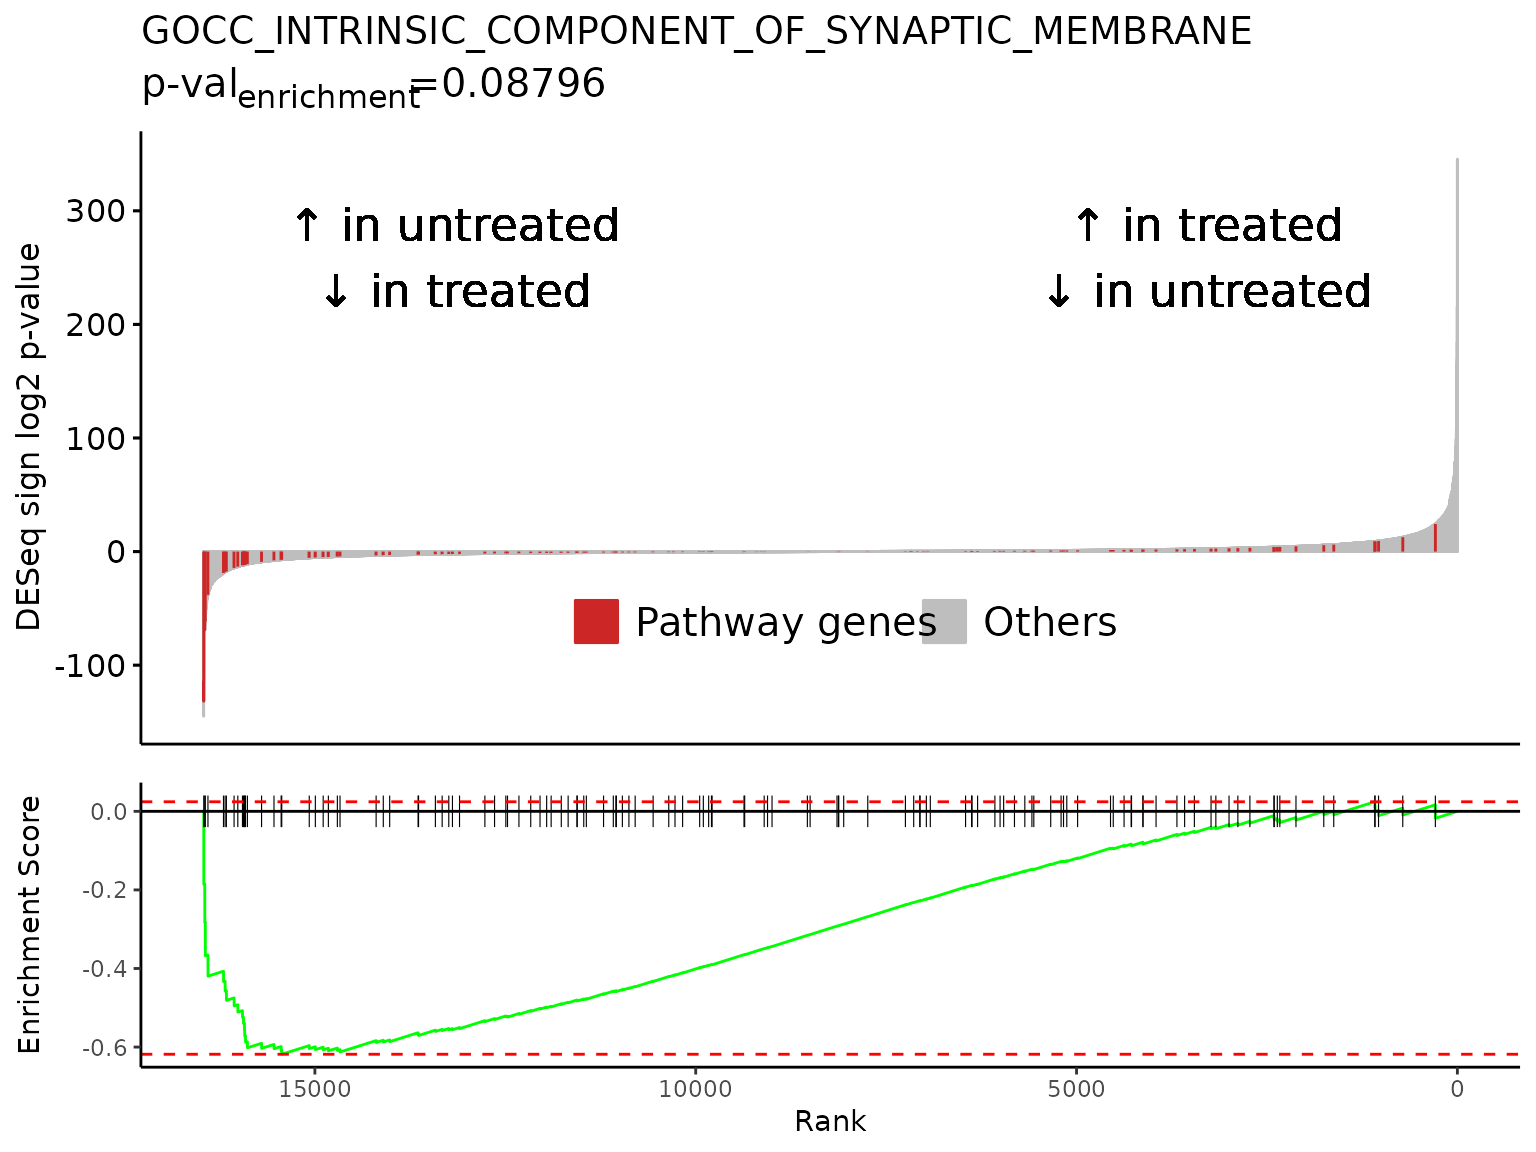 GOCC_INTRINSIC_COMPONENT_OF_SYNAPTIC_MEMBRANE
p-val enrichment=0.08796
DESeq sign log2 p-value
300
200
100
0
-100
↑ in untreated
↓ in treated
↑ in treated
↓ in untreated
Pathway genes
Others
Enrichment Score
0.0
-0.2
-0.4
-0.6
15000
10000
5000
0
Rank